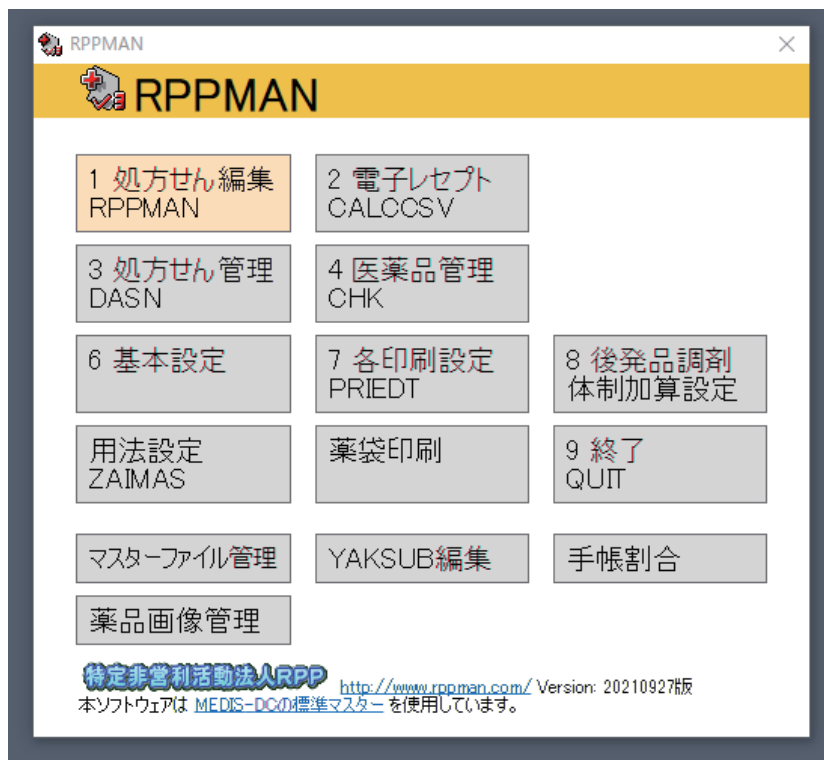 RPPMAN
RPPMAN
1 処方せん編集
RPPMAN
2 電子レセプト
CALCCSV
3 処方せん管理
DASN
4 医薬品管理
CHK
6 基本設定
7 各印刷設定
PRIEDT
8 後発品調剤
体制加算設定
用法設定
ZAIMAS
薬袋印刷
9 終了
QUIT
マスターファイル管理
YAKSUB編集
手帳割合
薬品画像管理
特定非営利活動法人RPP http://www.rppman.com/ Version: 20210927版
本ソフトウェアは MEDIS-DCの標準マスター を使用しています。